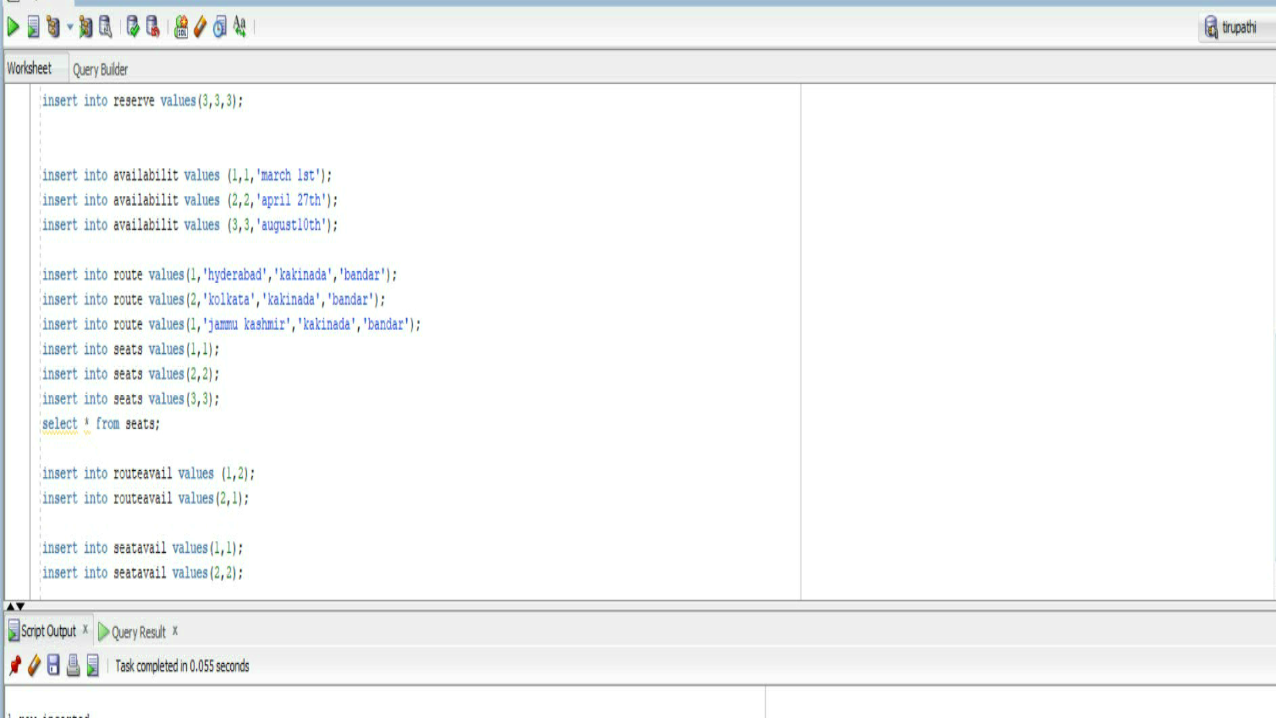 tirupathi
Worksheet Query Builder
insert into reserve values(3,3,3);
insert into availabilit values (1,1,'march 1st');
insert into availabilit values (2,2,'april 27th');
insert into availabilit values (3,3,'august10th');
insert into route values(1,'hyderabad','kakinada','bandar');
insert into route values(2,'kolkata','kakinada','bandar');
insert into route values(1,'jammu kashmir','kakinada','bandar');
insert into seats values(1,1);
insert into seats values(2,2);
insert into seats values(3,3);
select * from seats;
insert into routeavail values (1,2);
insert into routeavail values(2,1);
insert into seatavail values(1,1);
insert into seatavail values(2,2);
Script Output x Query Result x
Task completed in 0.055 seconds